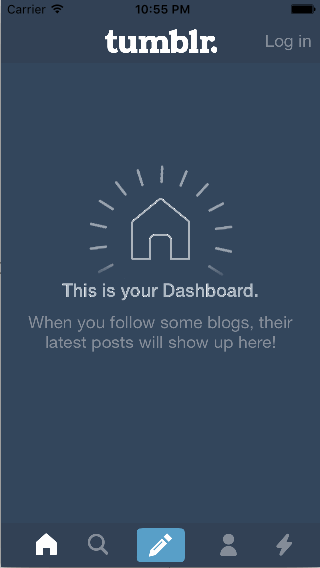 Carrier 10:55 PM
tumblr. Log in
This is your Dashboard.
When you follow some blogs, their
latest posts will show up here!